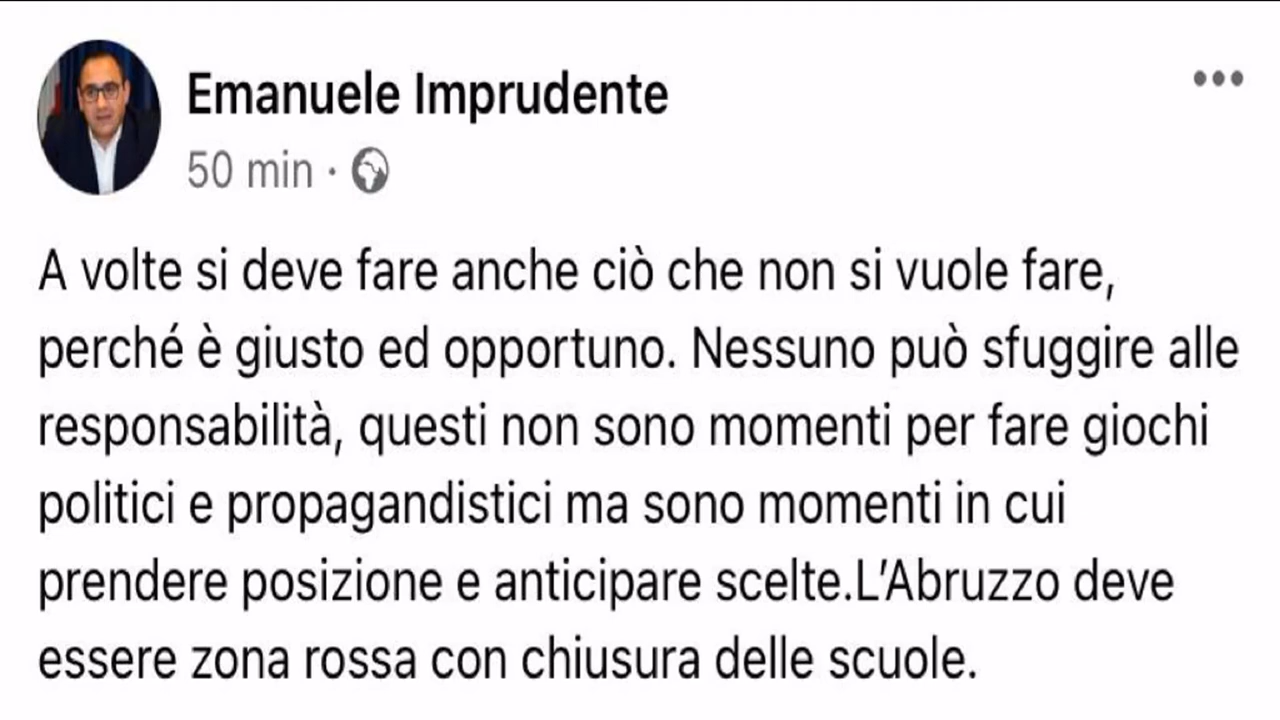 Emanuele Imprudente
50 min ·
A volte si deve fare anche ciò che non si vuole fare,
perché è giusto ed opportuno. Nessuno può sfuggire alle
responsabilità, questi non sono momenti per fare giochi
politici e propagandistici ma sono momenti in cui
prendere posizione e anticipare scelte.L'Abruzzo deve
essere zona rossa con chiusura delle scuole.